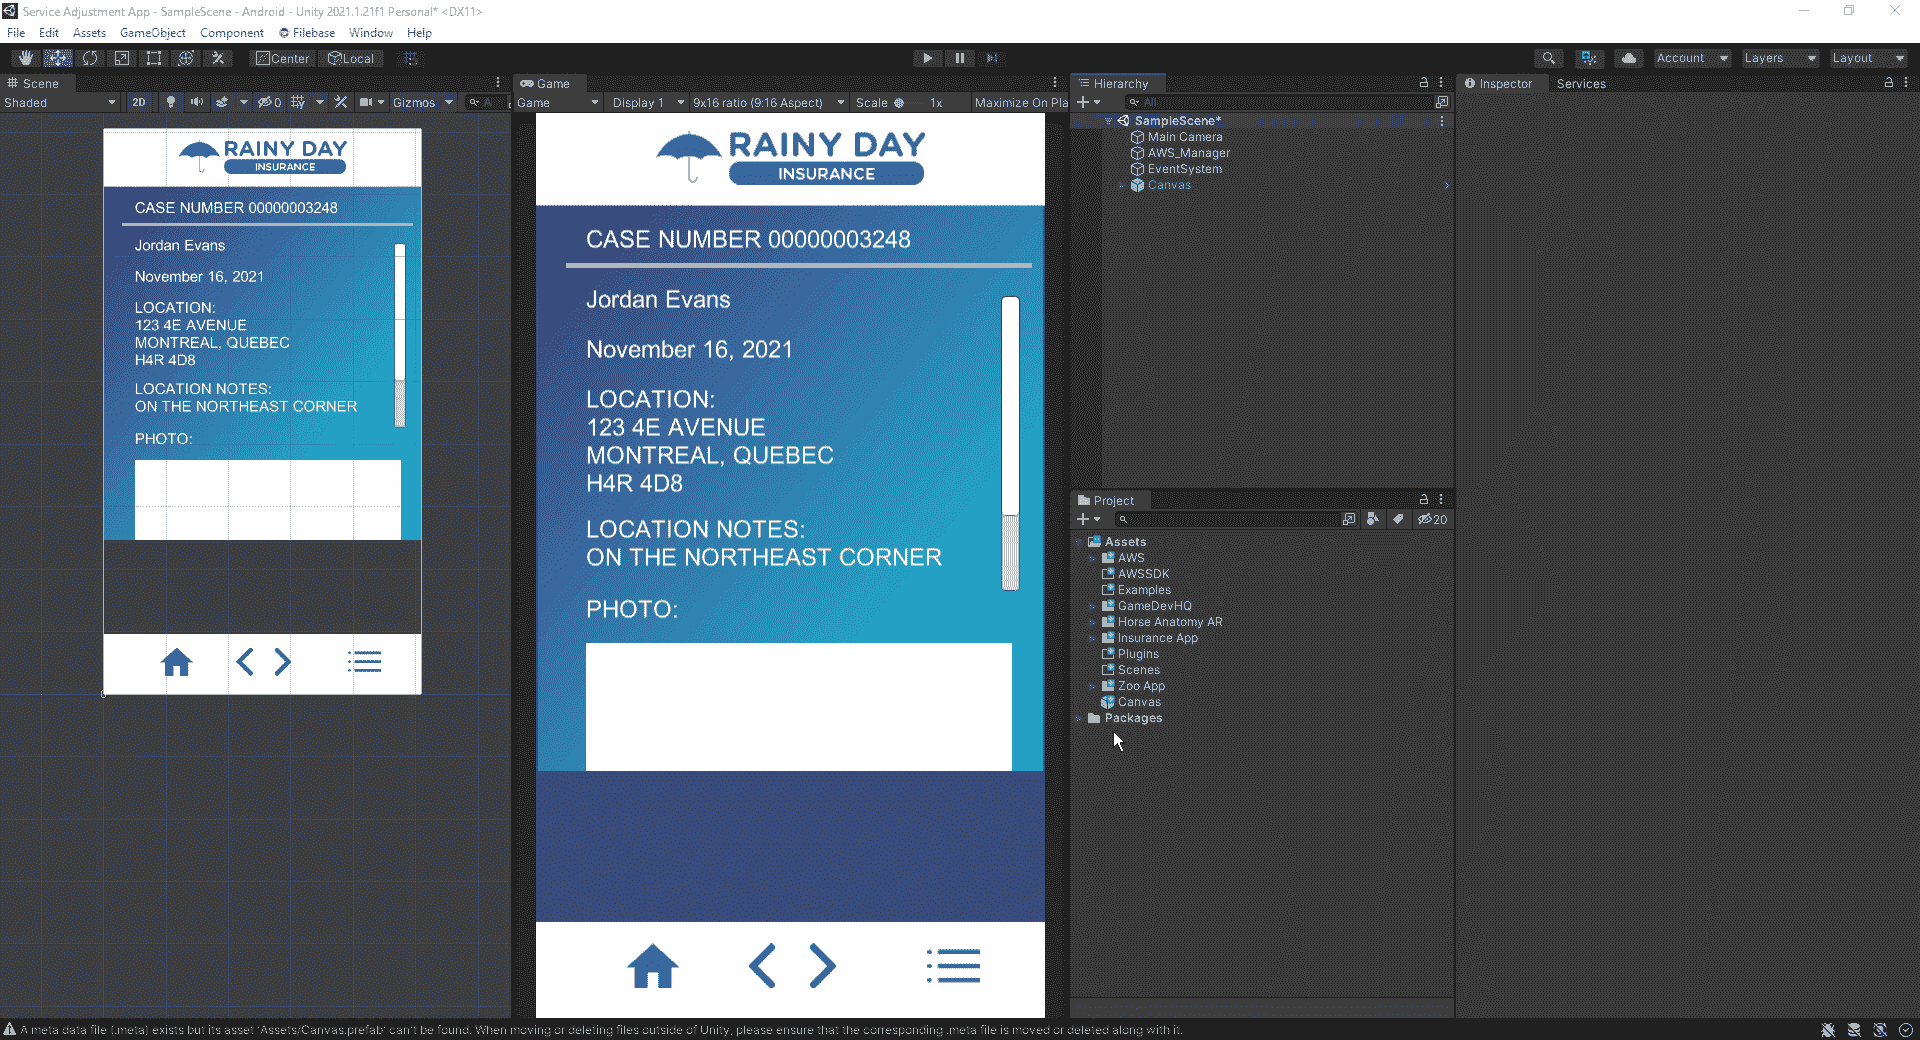 Service Adjustment App - SampleScene - Android - Unity 2021.1.21f1 Personal* <DX11>
File Edit Assets GameObject Component Filebase Window Help
Center Local Account Layers Layout
Scene
Shaded 2D 0 Gizmos
RAINY DAY
INSURANCE
CASE NUMBER 00000003248
Jordan Evans
November 16, 2021
LOCATION:
123 4E AVENUE
MONTREAL, QUEBEC
H4R 4D8
LOCATION NOTES:
ON THE NORTHEAST CORNER
PHOTO:
Game
Game Display 1 9x16 ratio (9:16 Aspect) Scale 1x Maximize On Pla
RAINY DAY
INSURANCE
CASE NUMBER 00000003248
Jordan Evans
November 16, 2021
LOCATION:
123 4E AVENUE
MONTREAL, QUEBEC
H4R 4D8
LOCATION NOTES:
ON THE NORTHEAST CORNER
PHOTO:
Hierarchy
All
SampleScene*
Main Camera
AWS_Manager
EventSystem
Canvas
Project
20
Assets
AWS
AWSSDK
Examples
GameDevHQ
Horse Anatomy AR
Insurance App
Plugins
Scenes
Zoo App
Canvas
Packages
Inspector Services
A meta data file (.meta) exists but its asset 'Assets/Canvas.prefab' can't be found. When moving or deleting files outside of Unity, please ensure that the corresponding .meta file is moved or deleted along with it.